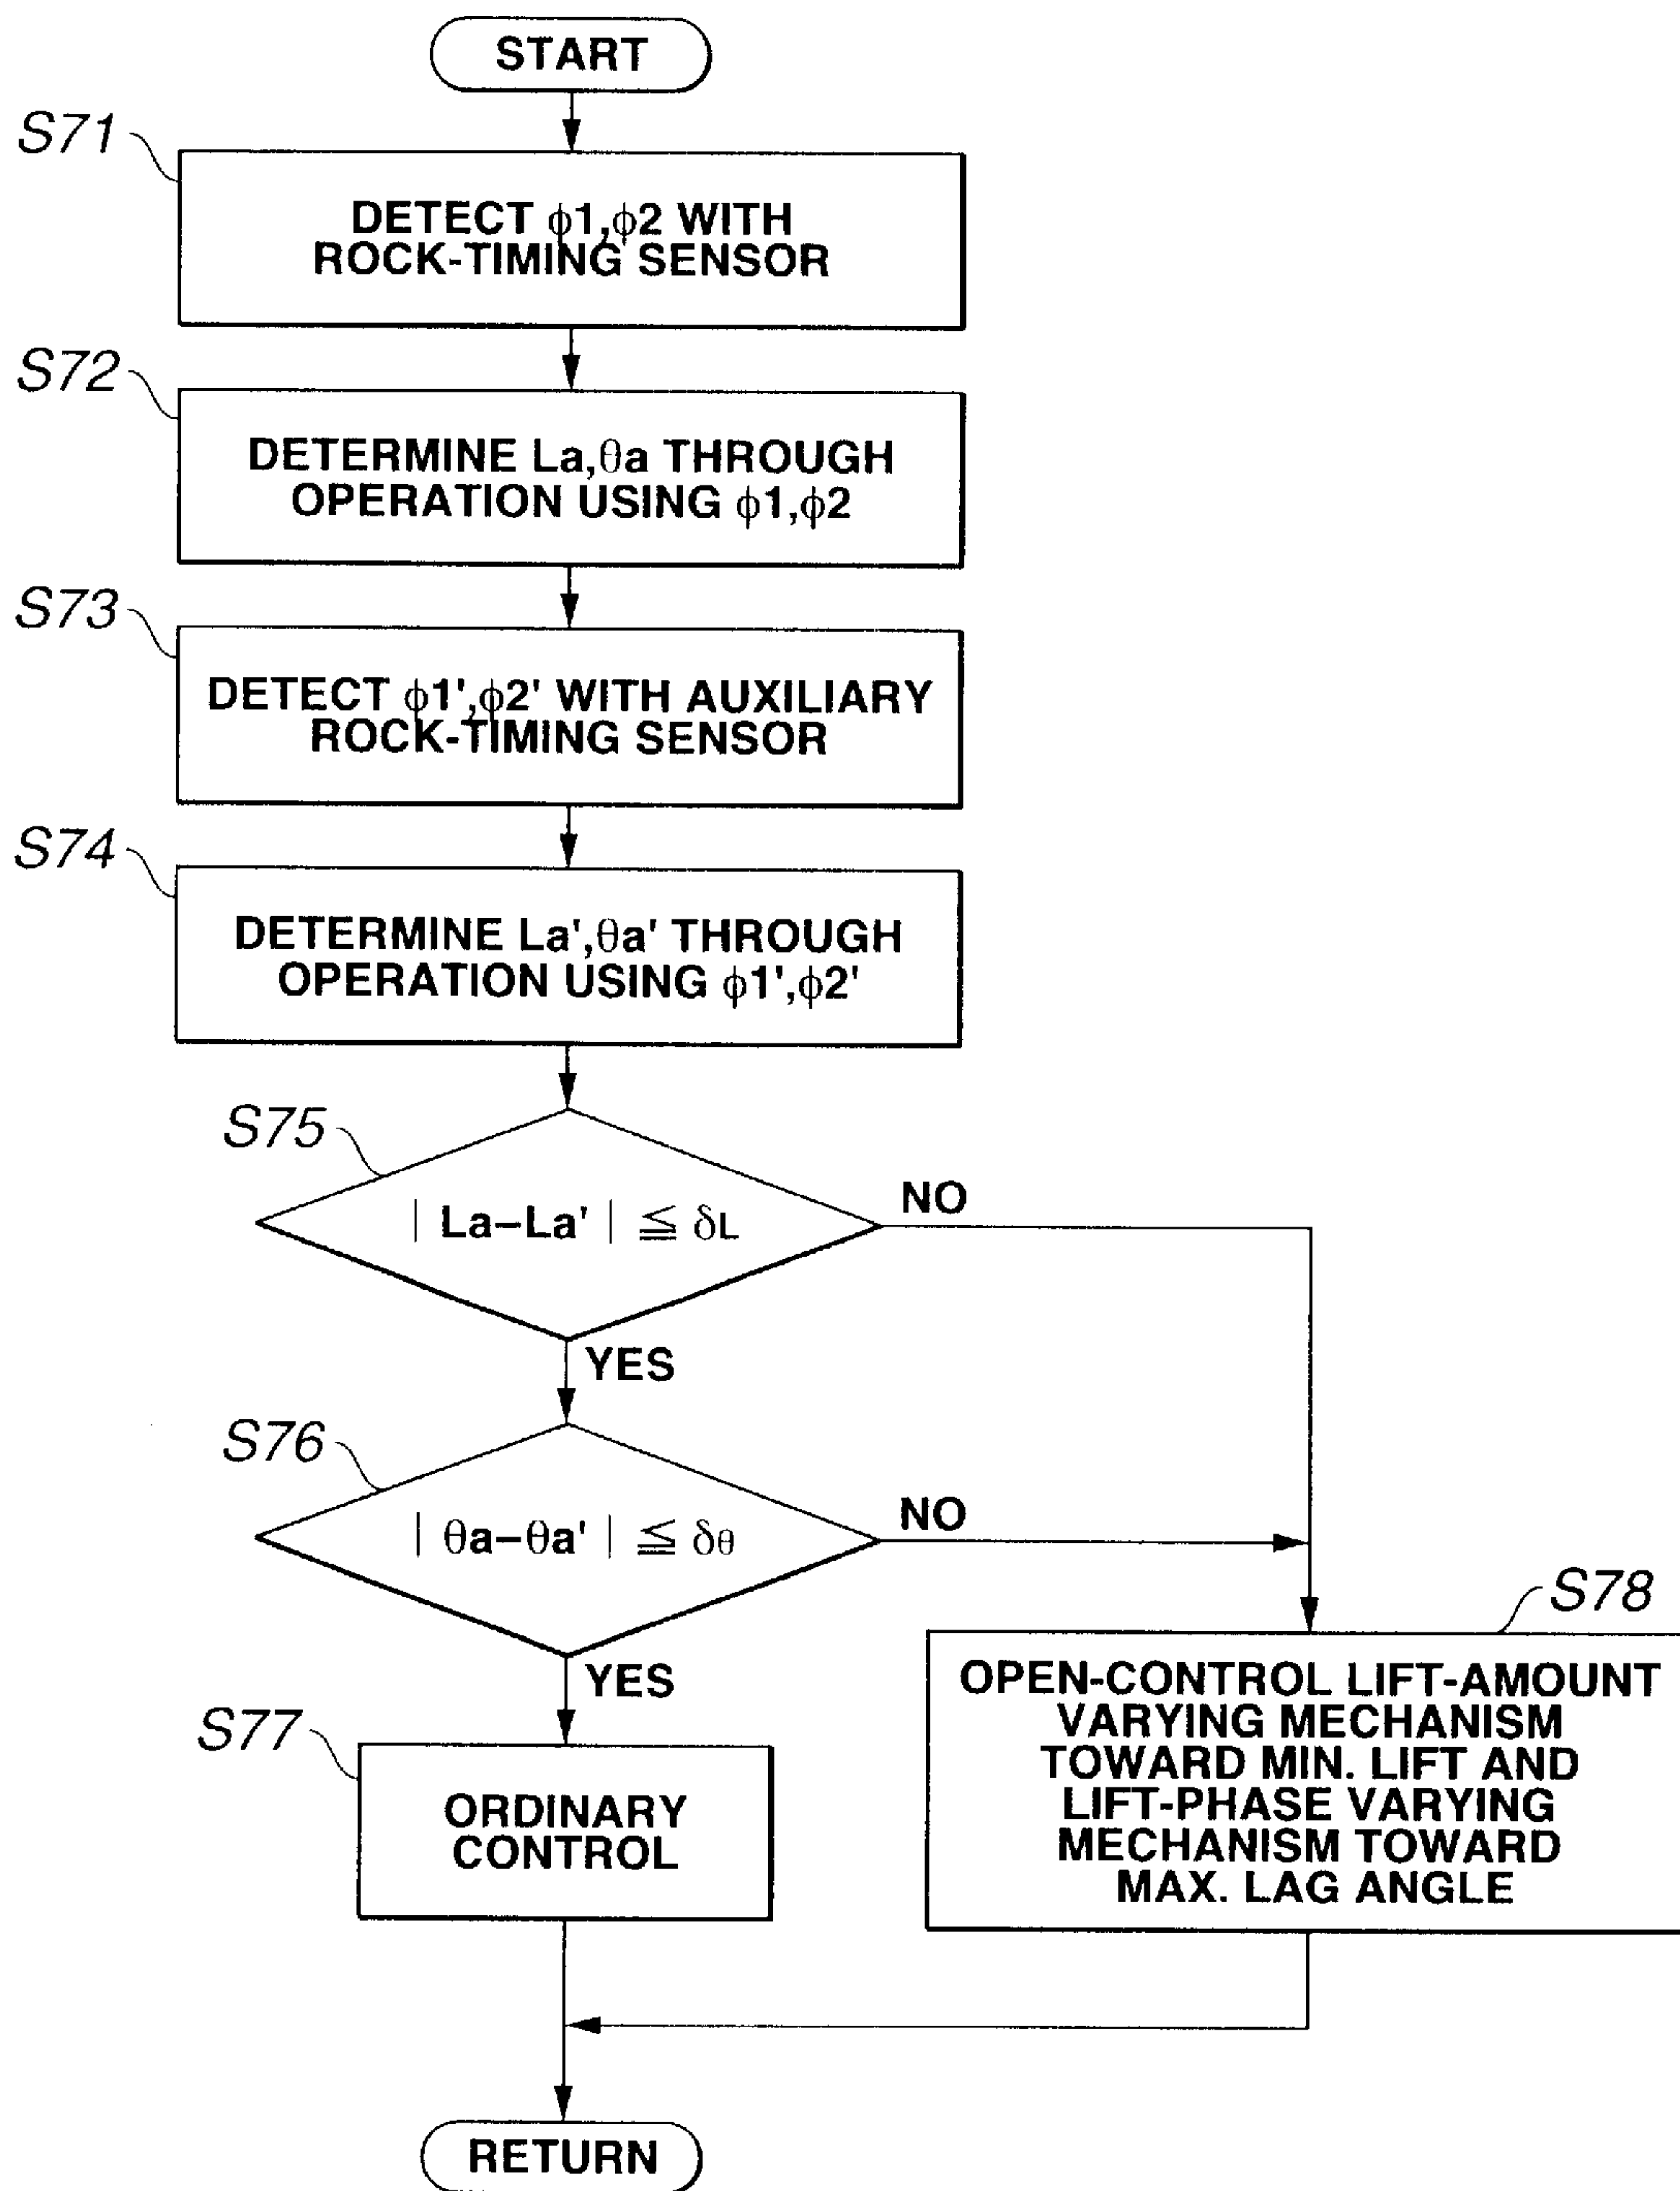 START
S71
DETECT ϕ1,ϕ2 WITH
ROCK-TIMING SENSOR
S72
DETERMINE La,θa THROUGH
OPERATION USING ϕ1,ϕ2
S73
DETECT ϕ1',ϕ2' WITH AUXILIARY
ROCK-TIMING SENSOR
S74
DETERMINE La',θa' THROUGH
OPERATION USING ϕ1',ϕ2'
S75
| La–La' | ≦ δL
NO
YES
S76
| θa–θa' | ≦ δθ
NO
YES
S77
ORDINARY
CONTROL
S78
OPEN-CONTROL LIFT-AMOUNT
VARYING MECHANISM
TOWARD MIN. LIFT AND
LIFT-PHASE VARYING
MECHANISM TOWARD
MAX. LAG ANGLE
RETURN